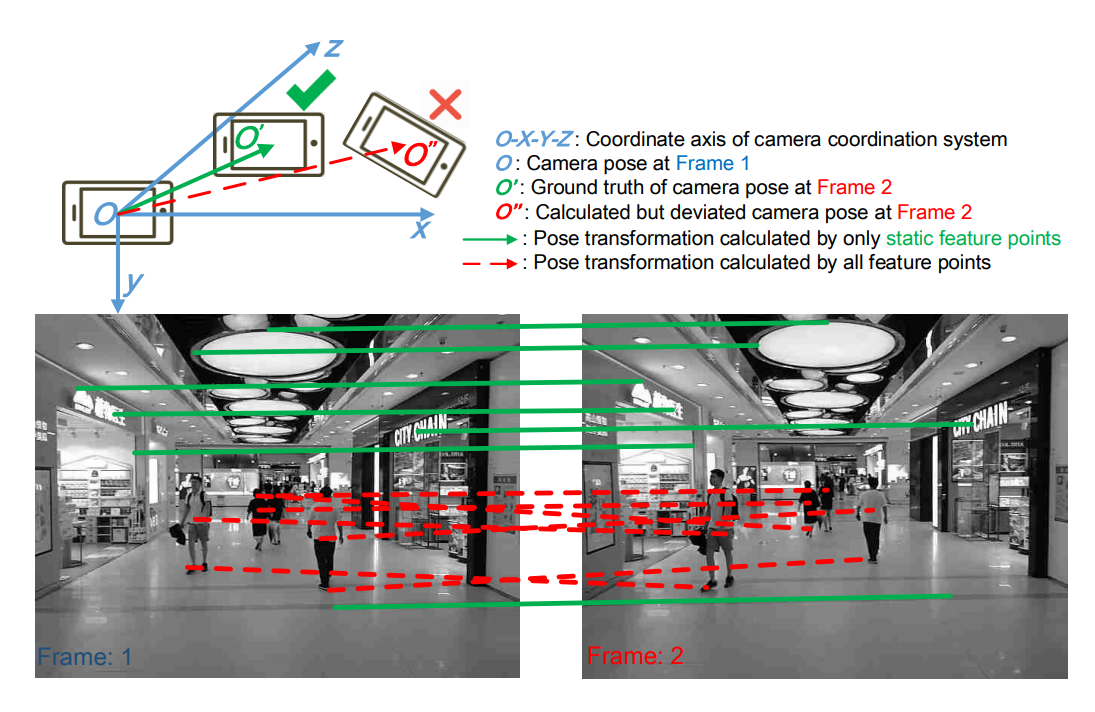 z
O'
O"
O
x
y
O-X-Y-Z: Coordinate axis of camera coordination system
O: Camera pose at Frame 1
O': Ground truth of camera pose at Frame 2
O": Calculated but deviated camera pose at Frame 2
: Pose transformation calculated by only static feature points
: Pose transformation calculated by all feature points
CITY CHAIN
CITY CHAIN
Frame: 1
Frame: 2